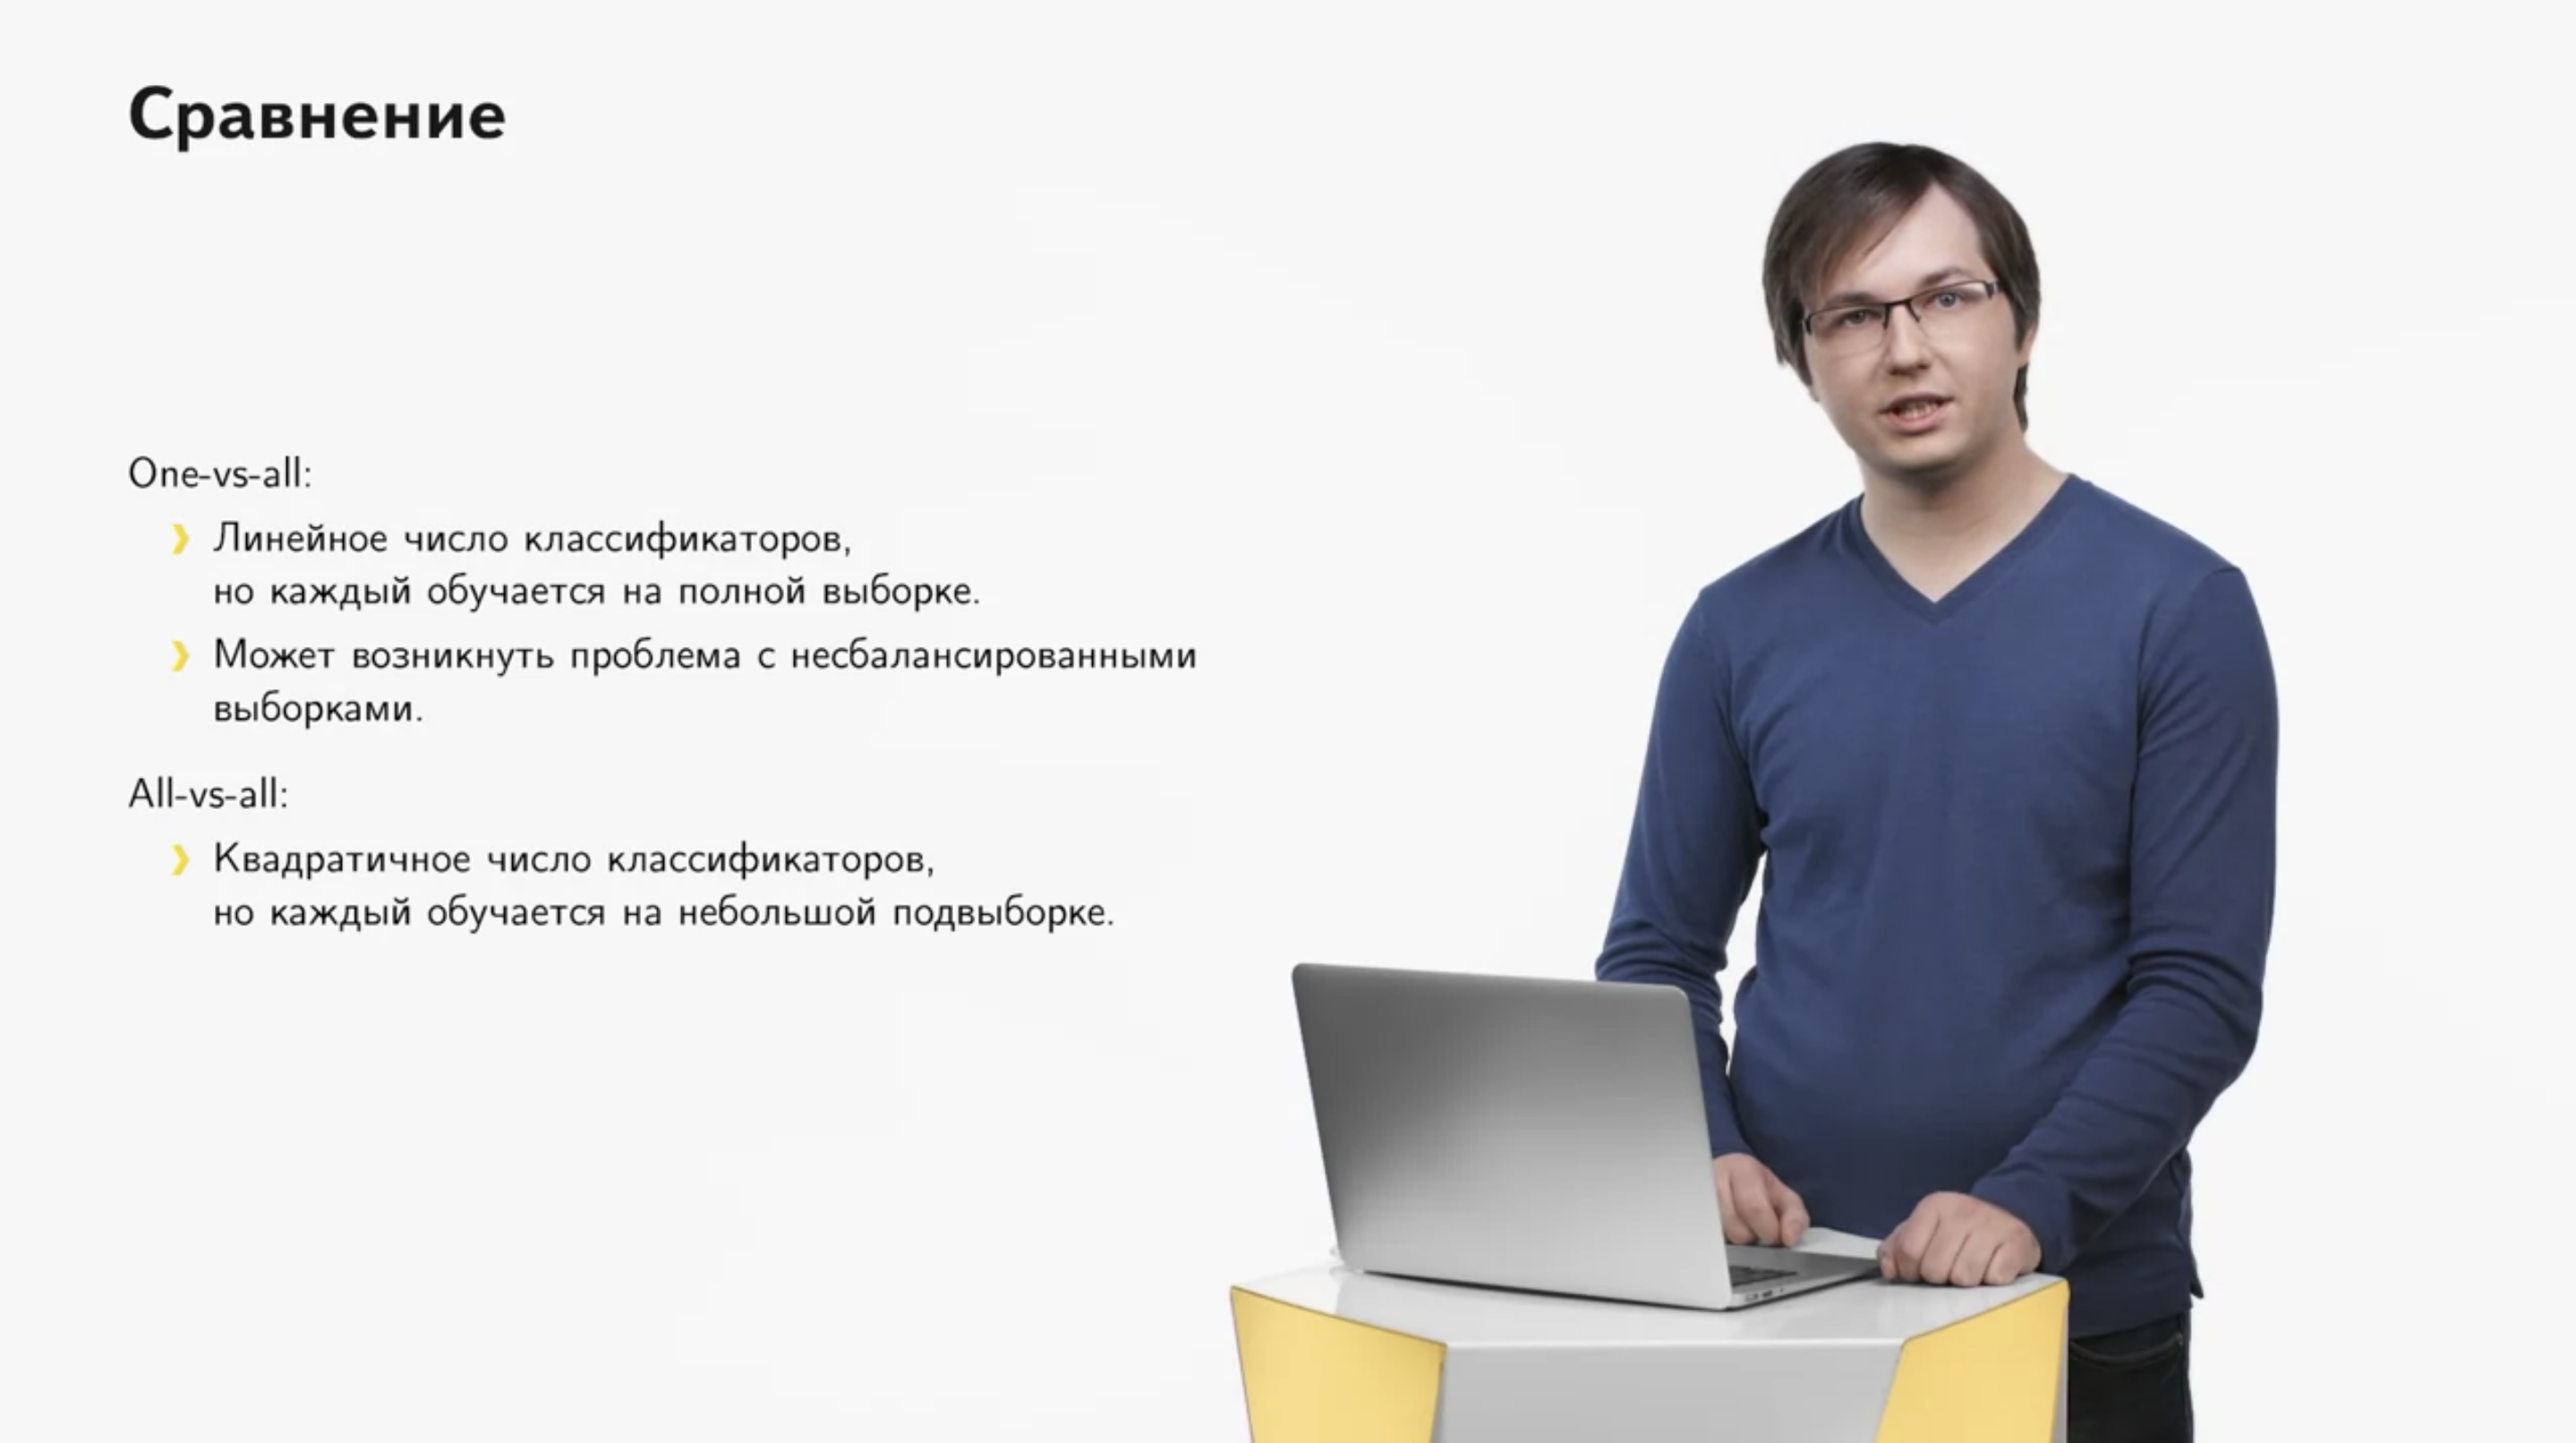 Сравнение
One-vs-all:
Линейное число классификаторов,
но каждый обучается на полной выборке.
Может возникнуть проблема с несбалансированными
выборками.
All-vs-all:
Квадратичное число классификаторов,
но каждый обучается на небольшой подвыборке.